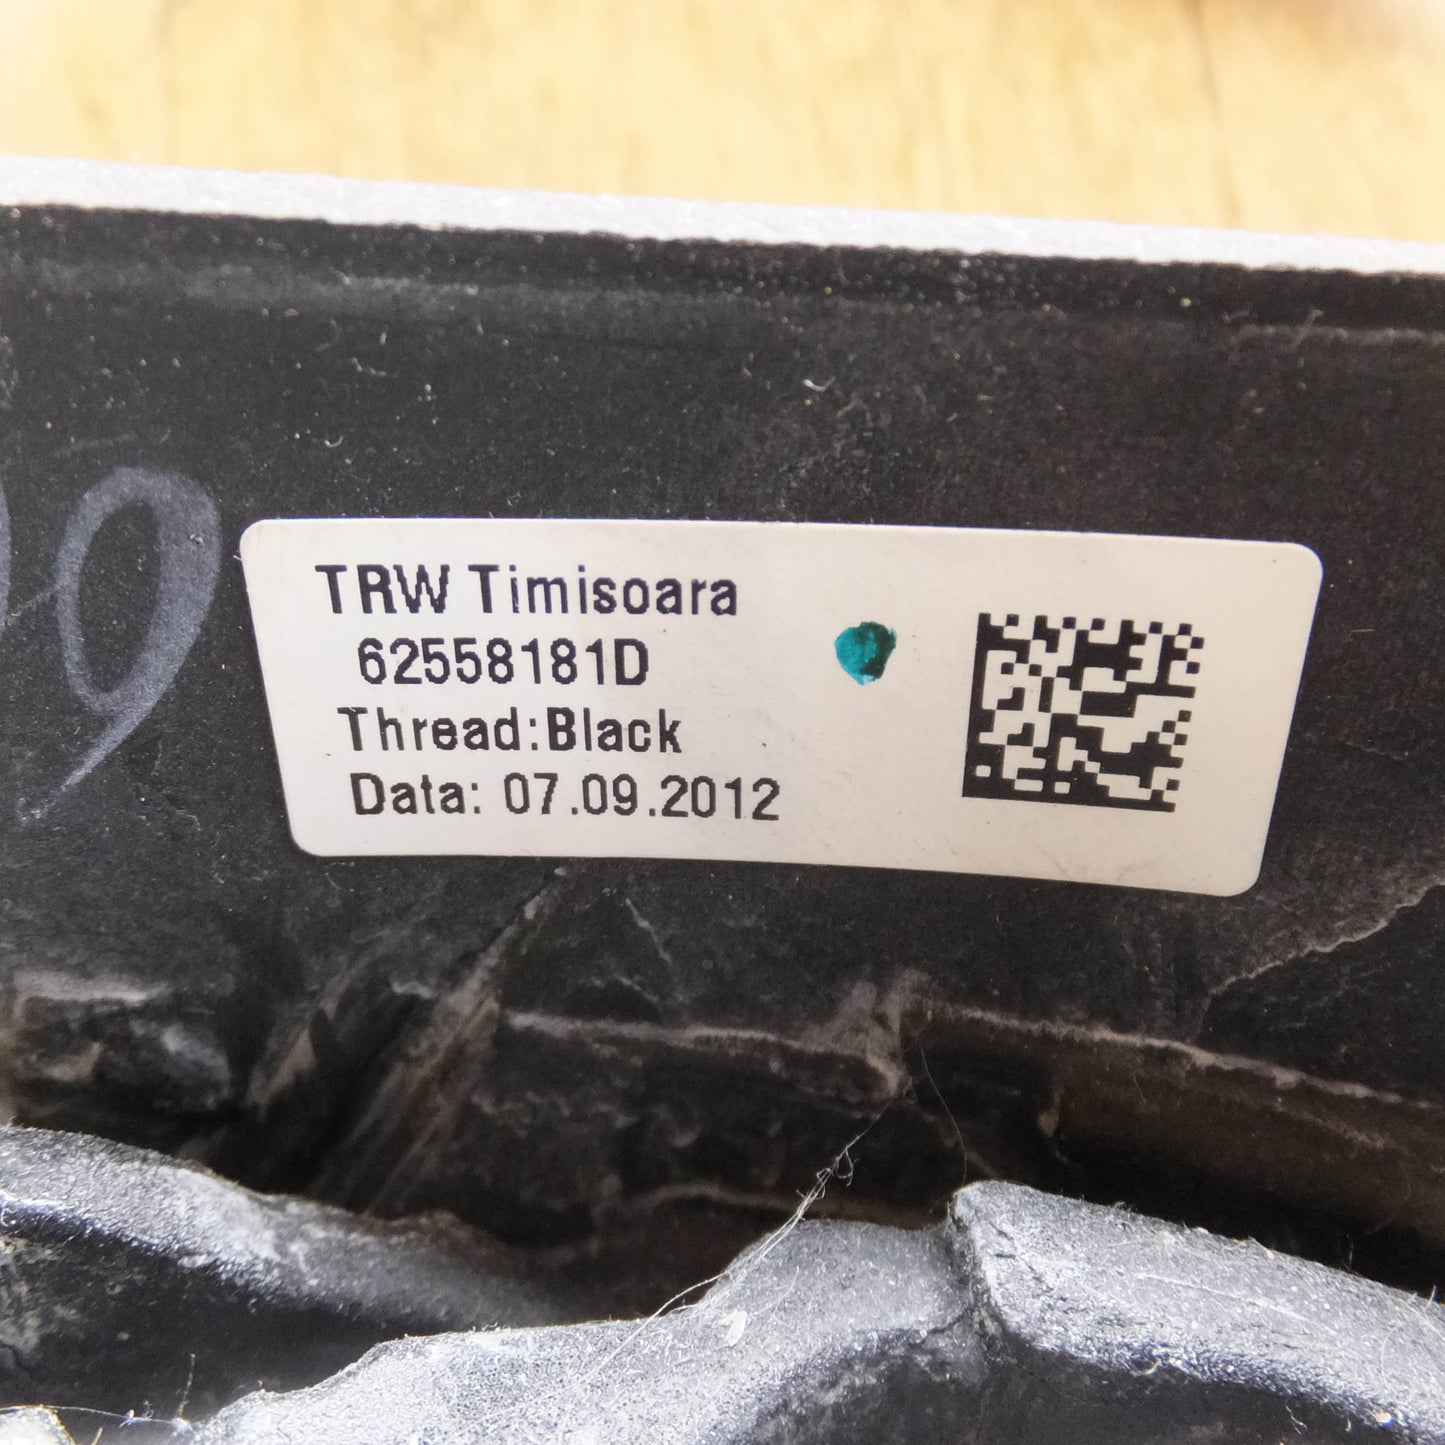 TRW Timisoara
62558181D
Thread:Black
Data: 07.09.2012